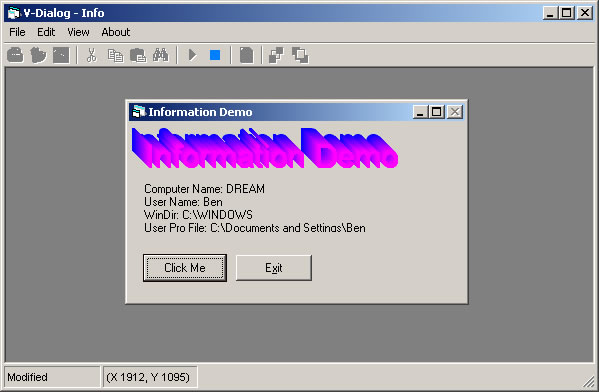 ¥-Dialog - Info
File Edit View About
Information Demo
Information Demo
Computer Name: DREAM
User Name: Ben
WinDir: C:\WINDOWS
User Pro File: C:\Documents and Settings\Ben
Click Me Exit
Modified (X 1912, Y 1095)